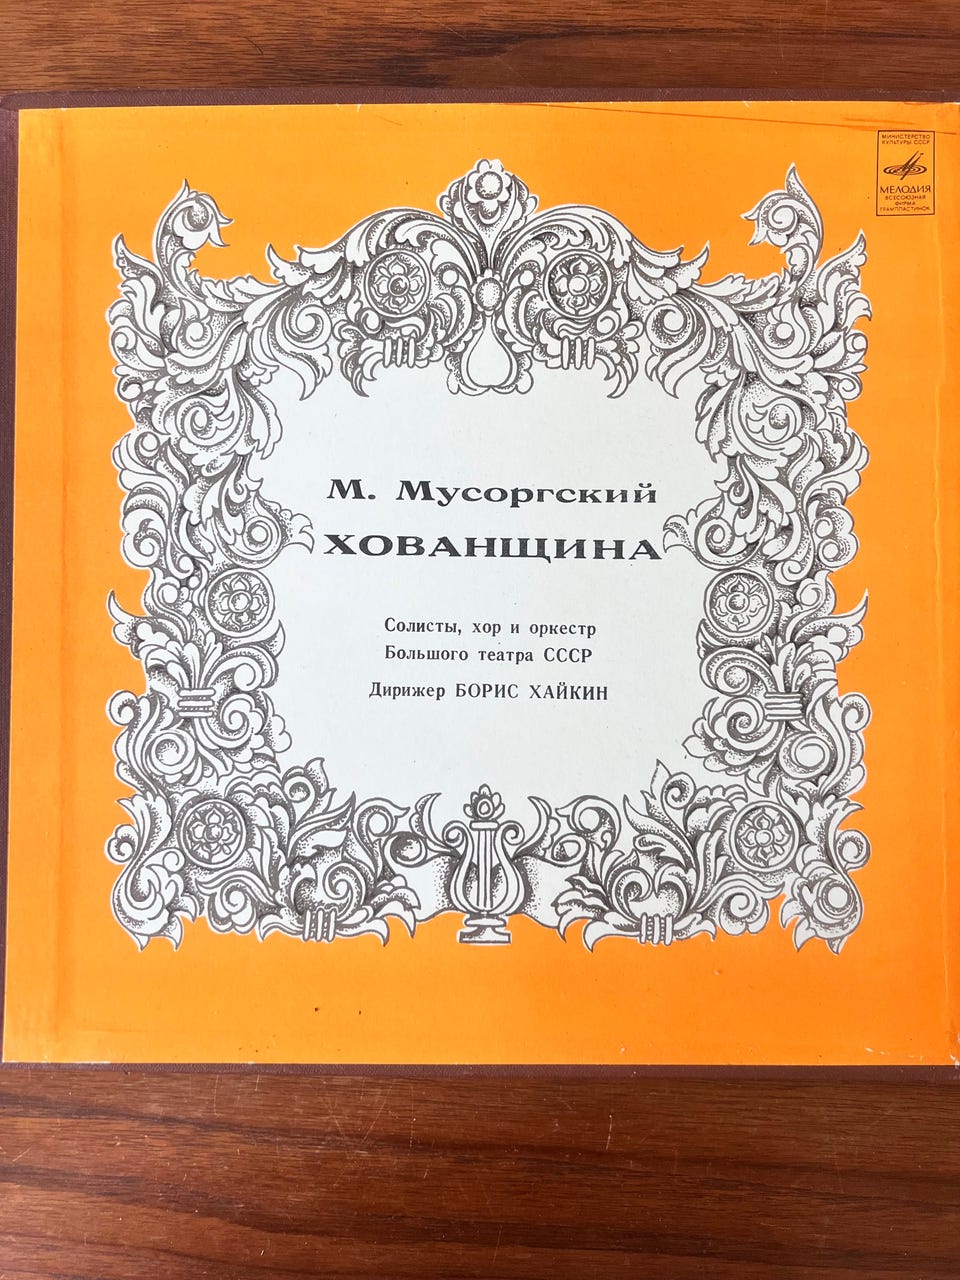 МИНИСТЕРСТВО
КУЛЬТУРЫ СССР
МЕЛОДИЯ
ВСЕСОЮЗНАЯ
ФИРМА
ГРАМПЛАСТИНОК
М. Мусоргский
ХОВАНЩИНА
Солисты, хор и оркестр
Большого театра СССР
Дирижер БОРИС ХАЙКИН